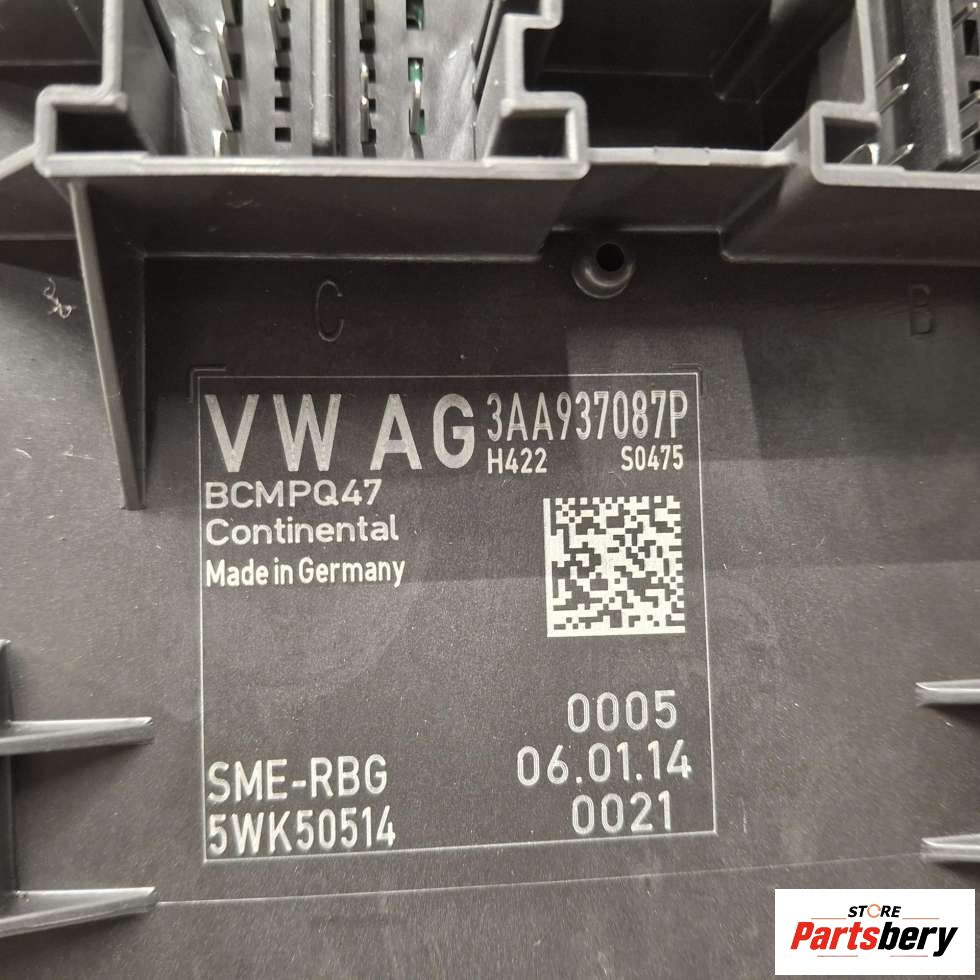 C
B
VW AG 3AA937087P
H422 S0475
BCMPQ47
Continental
Made in Germany
0005
SME-RBG 06.01.14
5WK50514 0021
STORE
Partsbery